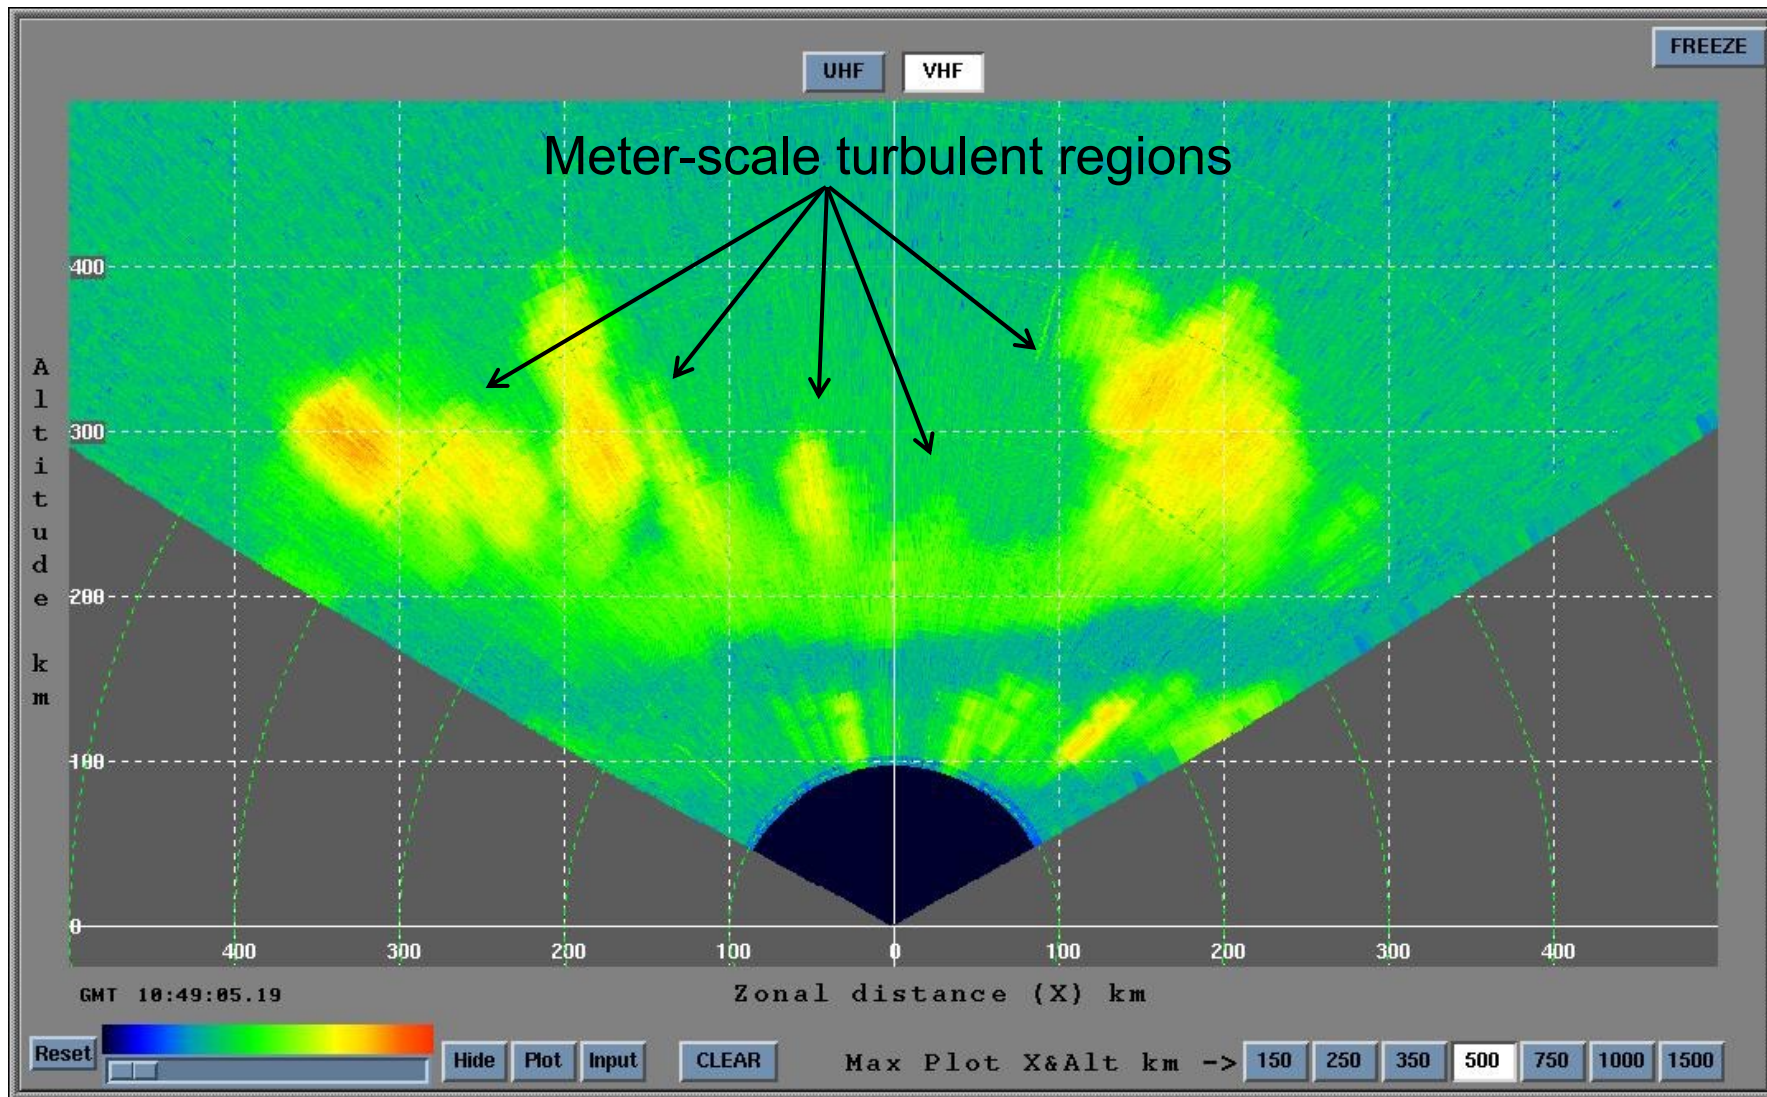 FREEZE
UHF VHF
Meter-scale turbulent regions
400
300
200
100
0
Altitude km
400 300 200 100 0 100 200 300 400
GMT 10:49:05.19
Zonal distance (X) km
Reset Hide Plot Input CLEAR Max Plot X&Alt km -> 150 250 350 500 750 1000 1500